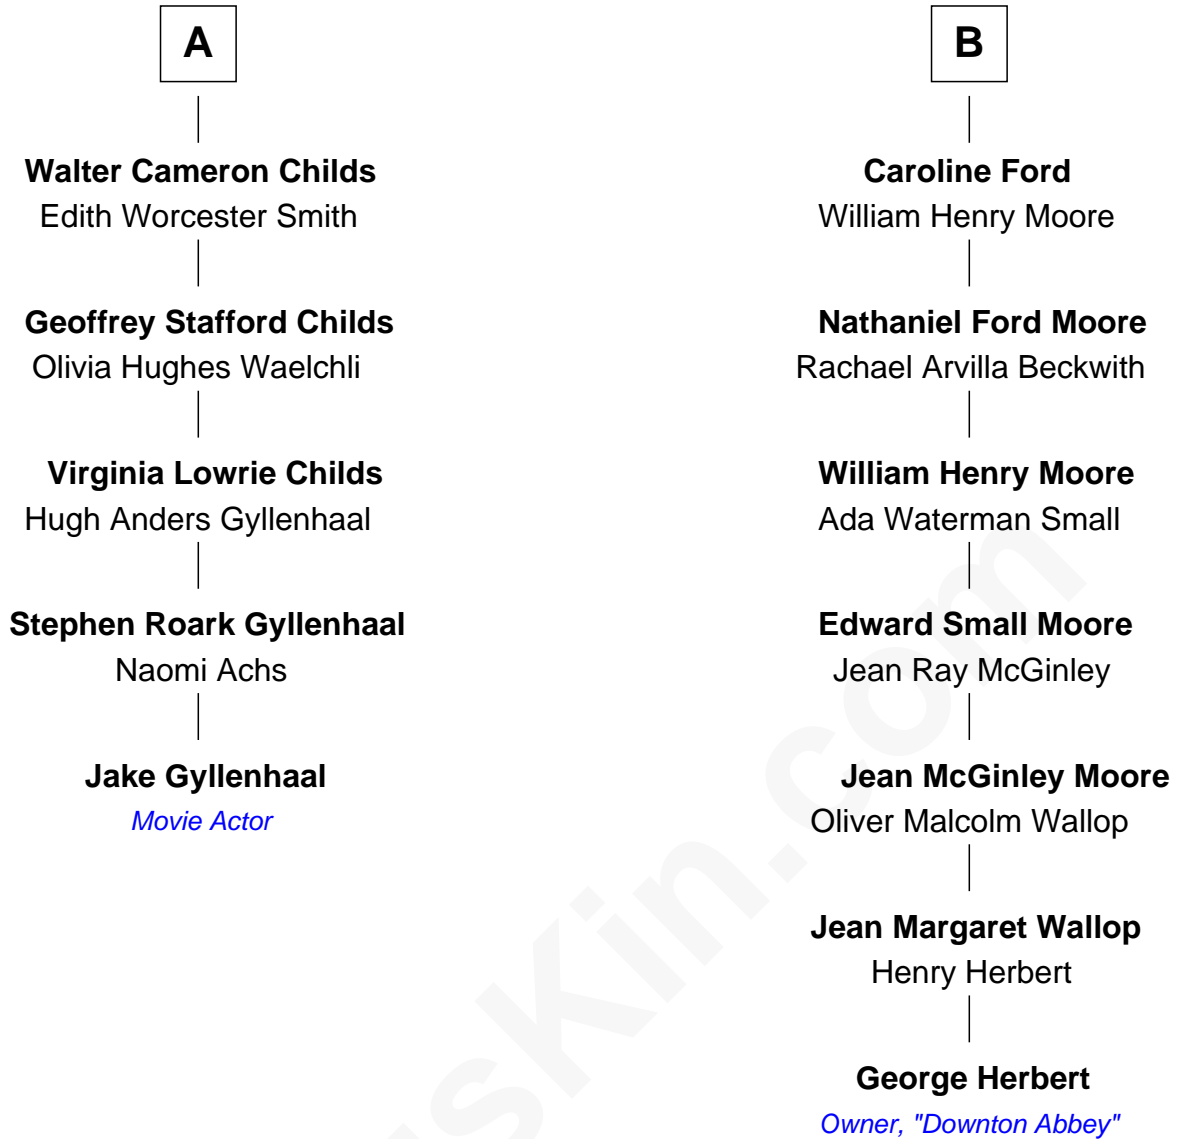 A
Walter Cameron Childs
Edith Worcester Smith
Geoffrey Stafford Childs
Olivia Hughes Waelchli
Virginia Lowrie Childs
Hugh Anders Gyllenhaal
Stephen Roark Gyllenhaal
Naomi Achs
Jake Gyllenhaal
Movie Actor
B
Caroline Ford
William Henry Moore
Nathaniel Ford Moore
Rachael Arvilla Beckwith
William Henry Moore
Ada Waterman Small
Edward Small Moore
Jean Ray McGinley
Jean McGinley Moore
Oliver Malcolm Wallop
Jean Margaret Wallop
Henry Herbert
George Herbert
Owner, "Downton Abbey"